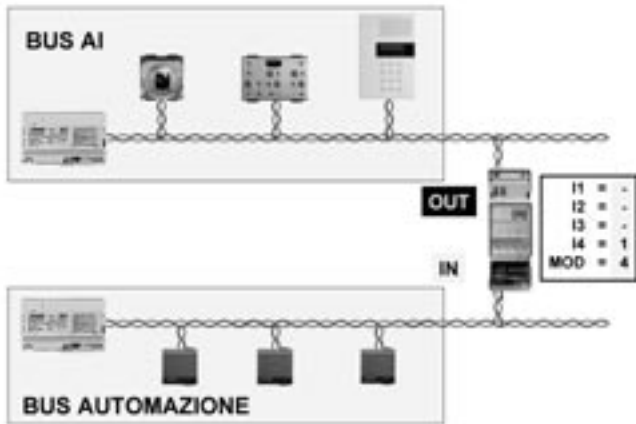 BUS AI
OUT
I1 = -
I2 = -
I3 = -
I4 = 1
MOD = 4
IN
BUS AUTOMAZIONE